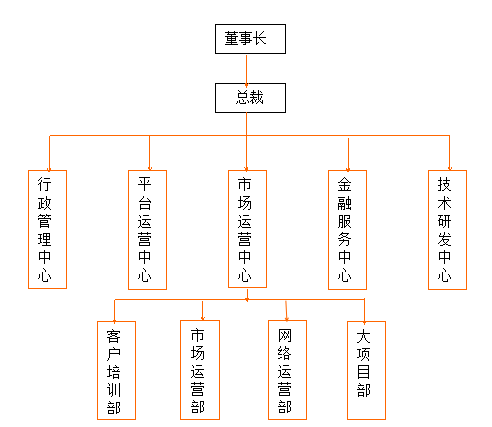 董事长
总裁
行政管理中心
平台运营中心
市场运营中心
金融服务中心
技术研发中心
客户培训部
市场运营部
网络运营部
大项目部